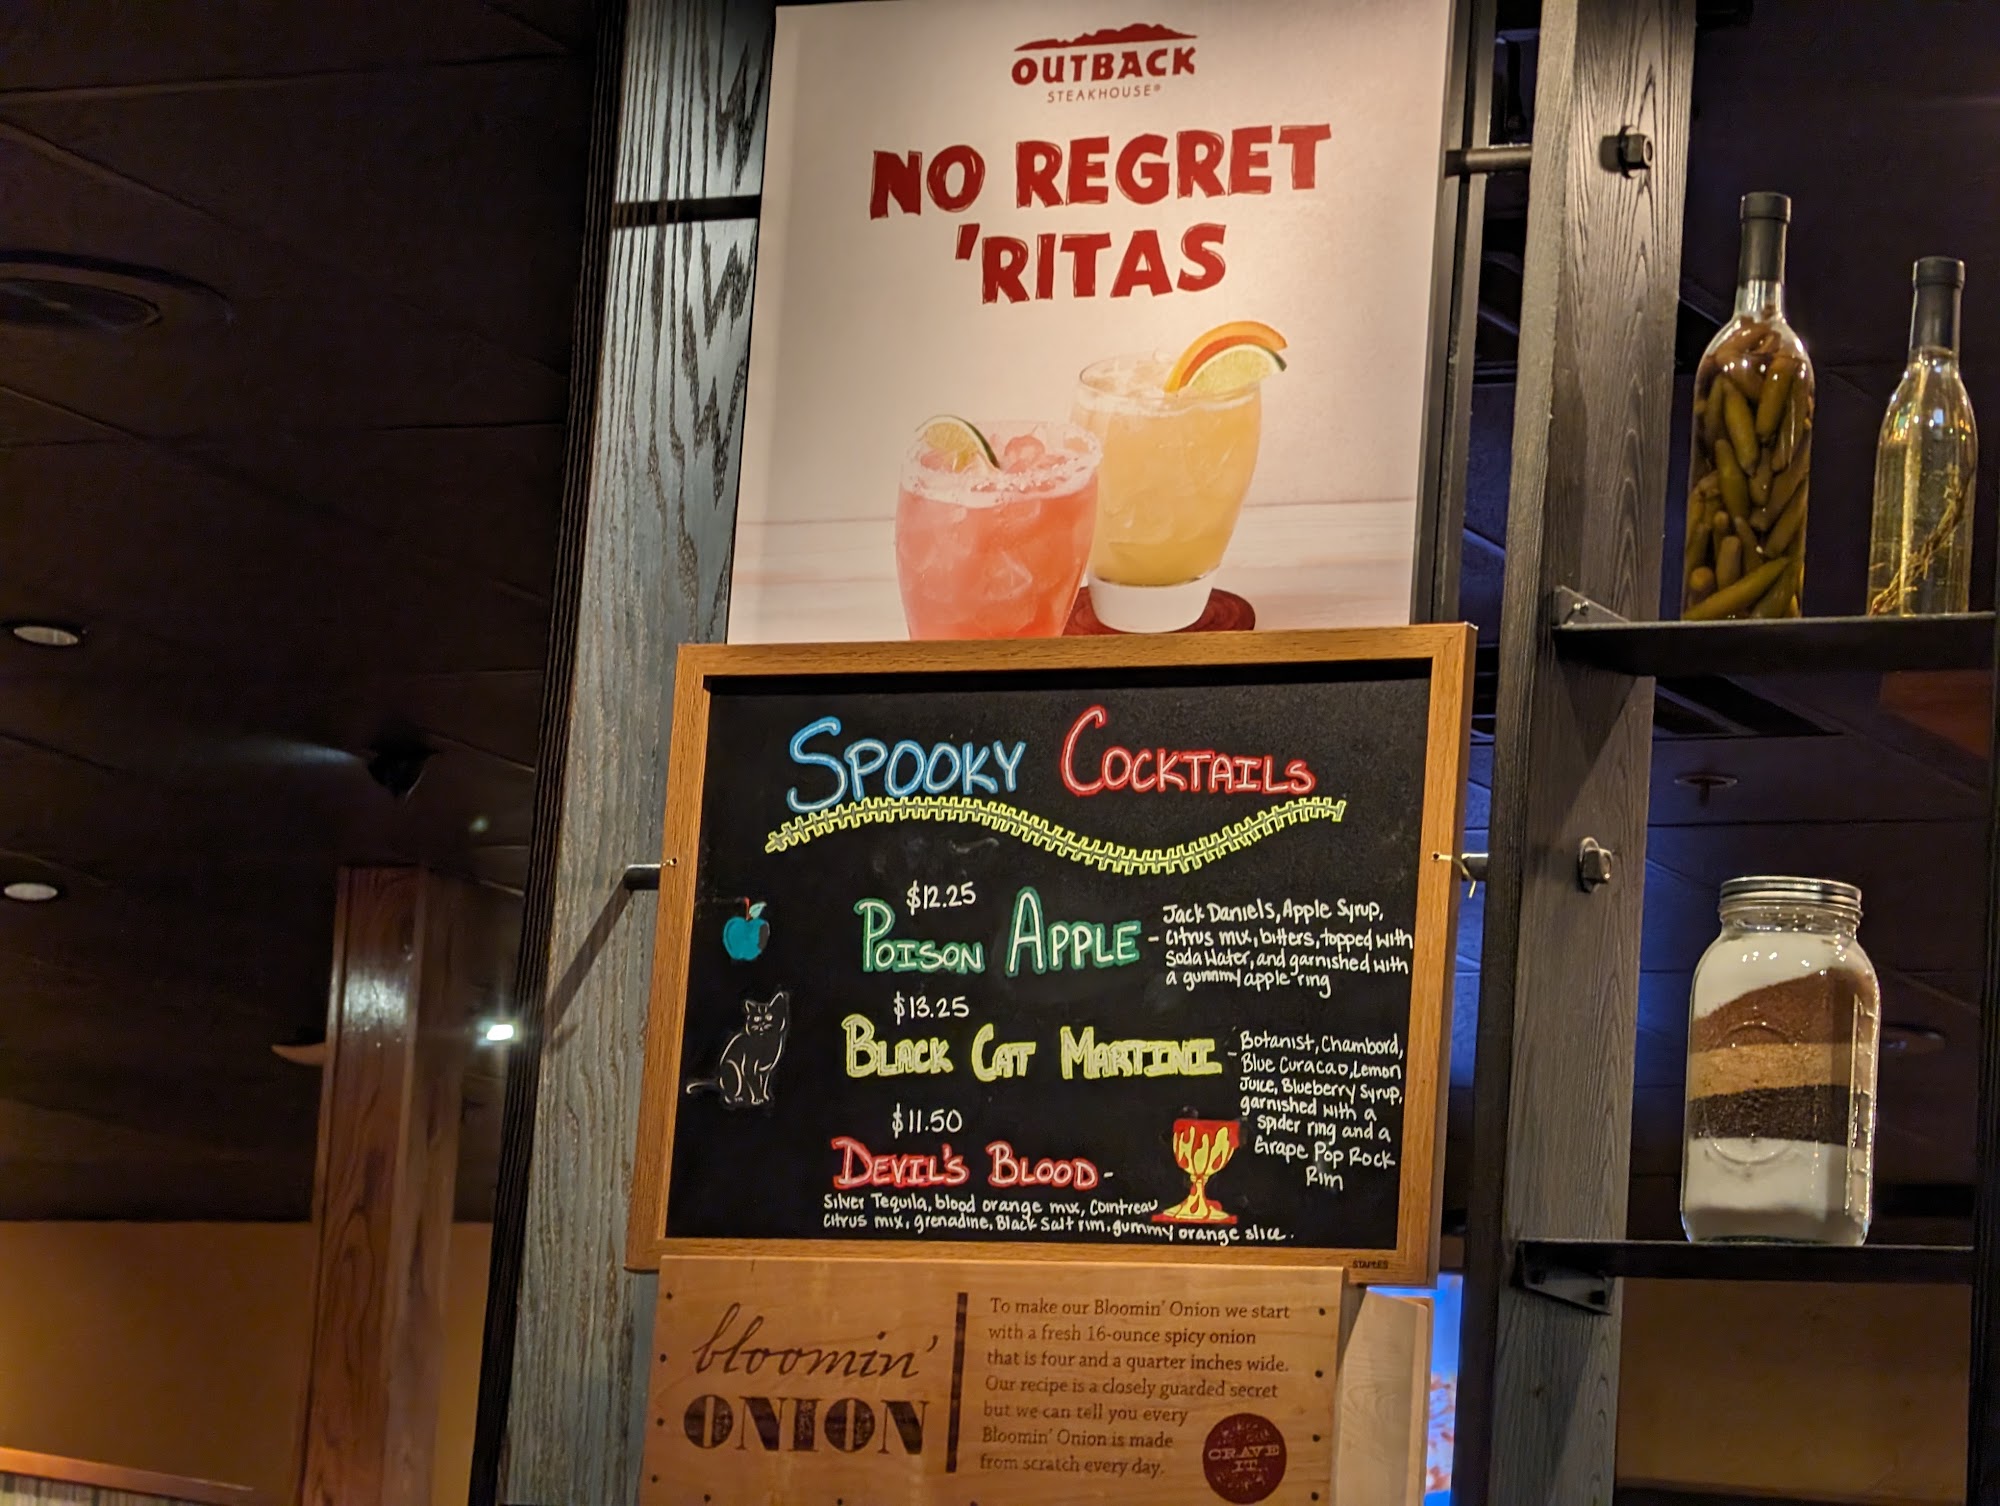 OUTBACK
STEAKHOUSE®
NO REGRET
'RITAS
SPOOKY COCKTAILS
$12.25
POISON APPLE -
Jack Daniels, Apple Syrup,
citrus mix, bitters, topped with
soda water, and garnished with
a gummy apple ring
$13.25
BLACK CAT MARTINI -
Botanist, Chambord,
Blue Curacao, Lemon
Juice, Blueberry Syrup,
garnished with a
spider ring and a
Grape Pop Rock
Rim
$11.50
DEVIL'S BLOOD -
Silver Tequila, blood orange mix, Cointreau
citrus mix, grenadine, Black Salt rim, gummy orange slice.
STAPLES
bloomin'
ONION
To make our Bloomin' Onion we start
with a fresh 16-ounce spicy onion
that is four and a quarter inches wide.
Our recipe is a closely guarded secret
but we can tell you every
Bloomin' Onion is made
from scratch every day.
CRAVE
IT.